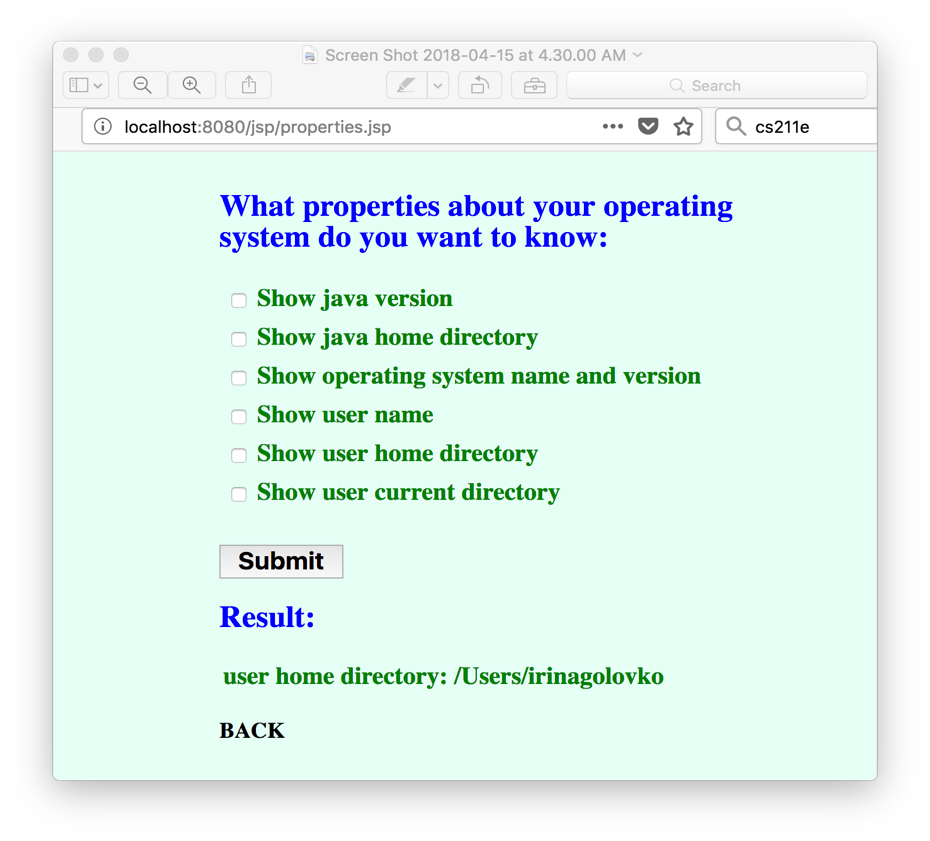 Screen Shot 2018-04-15 at 4.30.00 AM
Search
localhost:8080/jsp/properties.jsp
cs211e
What properties about your operating
system do you want to know:
Show java version
Show java home directory
Show operating system name and version
Show user name
Show user home directory
Show user current directory
Submit
Result:
user home directory: /Users/irinagolovko
BACK